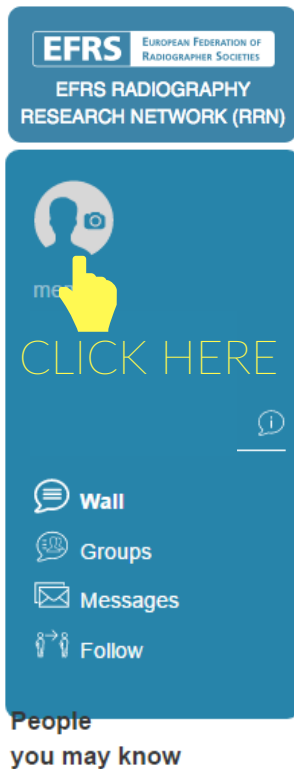 EFRS EUROPEAN FEDERATION OF
RADIOGRAPHER SOCIETIES
EFRS RADIOGRAPHY
RESEARCH NETWORK (RRN)
CLICK HERE
Wall
Groups
Messages
Follow
People
you may know